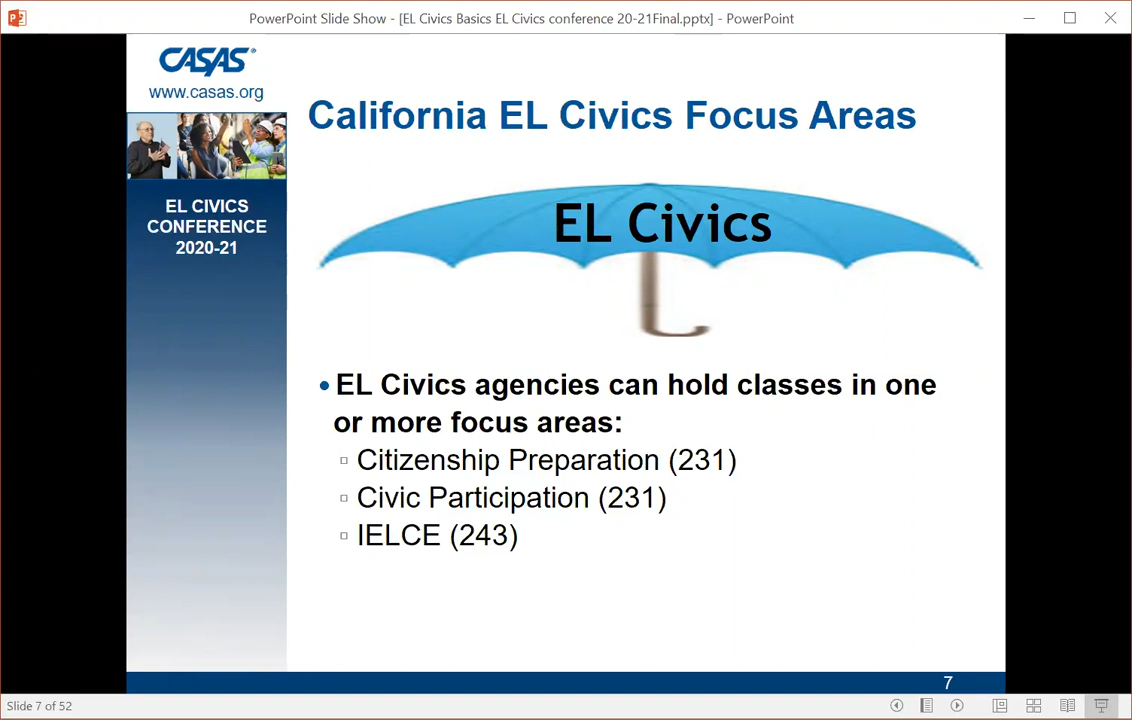 PowerPoint Slide Show - [EL Civics Basics EL Civics conference 20-21Final.pptx] - PowerPoint
CASAS®
www.casas.org
EL CIVICS
CONFERENCE
2020-21
California EL Civics Focus Areas
EL Civics
• EL Civics agencies can hold classes in one
or more focus areas:
▫ Citizenship Preparation (231)
▫ Civic Participation (231)
▫ IELCE (243)
7
Slide 7 of 52